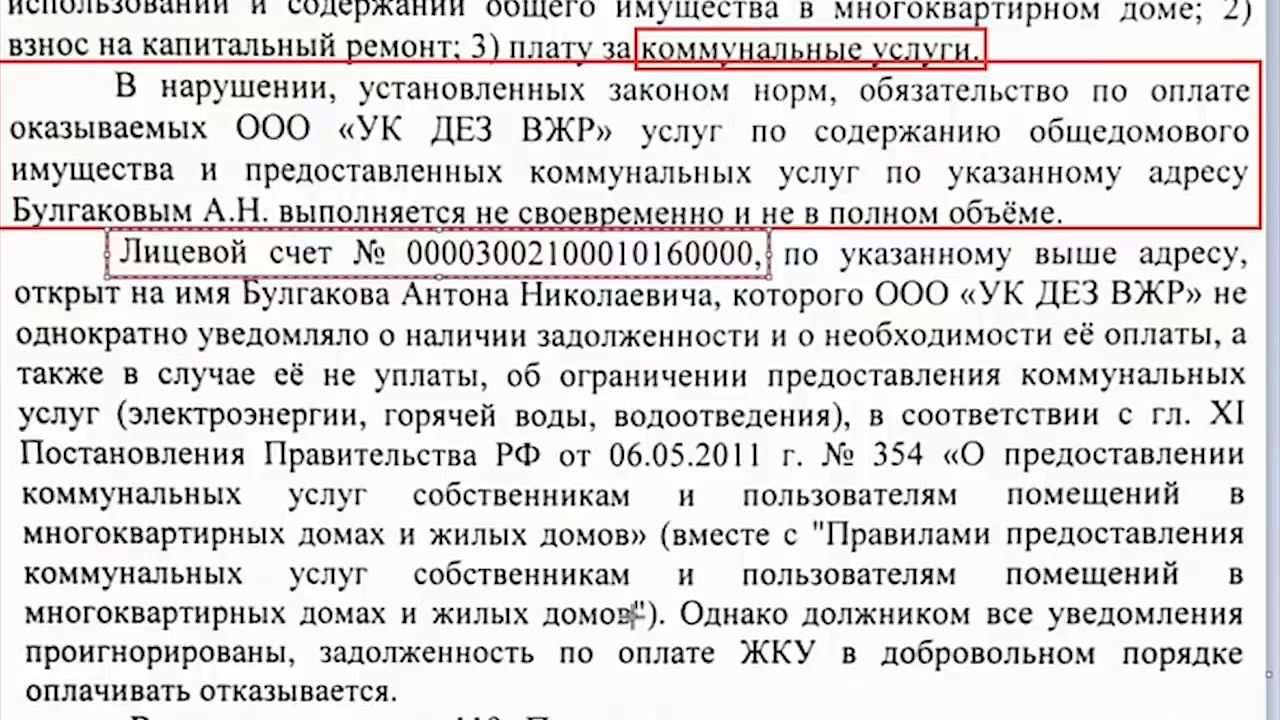 использовании и содержании общего имущества в многоквартирном доме; 2)
взнос на капитальный ремонт; 3) плату за коммунальные услуги.
В нарушении, установленных законом норм, обязательство по оплате
оказываемых ООО «УК ДЕЗ ВЖР» услуг по содержанию общедомового
имущества и предоставленных коммунальных услуг по указанному адресу
Булгаковым А.Н. выполняется не своевременно и не в полном объёме.
Лицевой счет № 00003002100010160000, по указанному выше адресу,
открыт на имя Булгакова Антона Николаевича, которого ООО «УК ДЕЗ ВЖР» не
однократно уведомляло о наличии задолженности и о необходимости её оплаты, а
также в случае её не уплаты, об ограничении предоставления коммунальных
услуг (электроэнергии, горячей воды, водоотведения), в соответствии с гл. XI
Постановления Правительства РФ от 06.05.2011 г. № 354 «О предоставлении
коммунальных услуг собственникам и пользователям помещений в
многоквартирных домах и жилых домов» (вместе с "Правилами предоставления
коммунальных услуг собственникам и пользователям помещений в
многоквартирных домах и жилых домов"). Однако должником все уведомления
проигнорированы, задолженность по оплате ЖКУ в добровольном порядке
оплачивать отказывается.